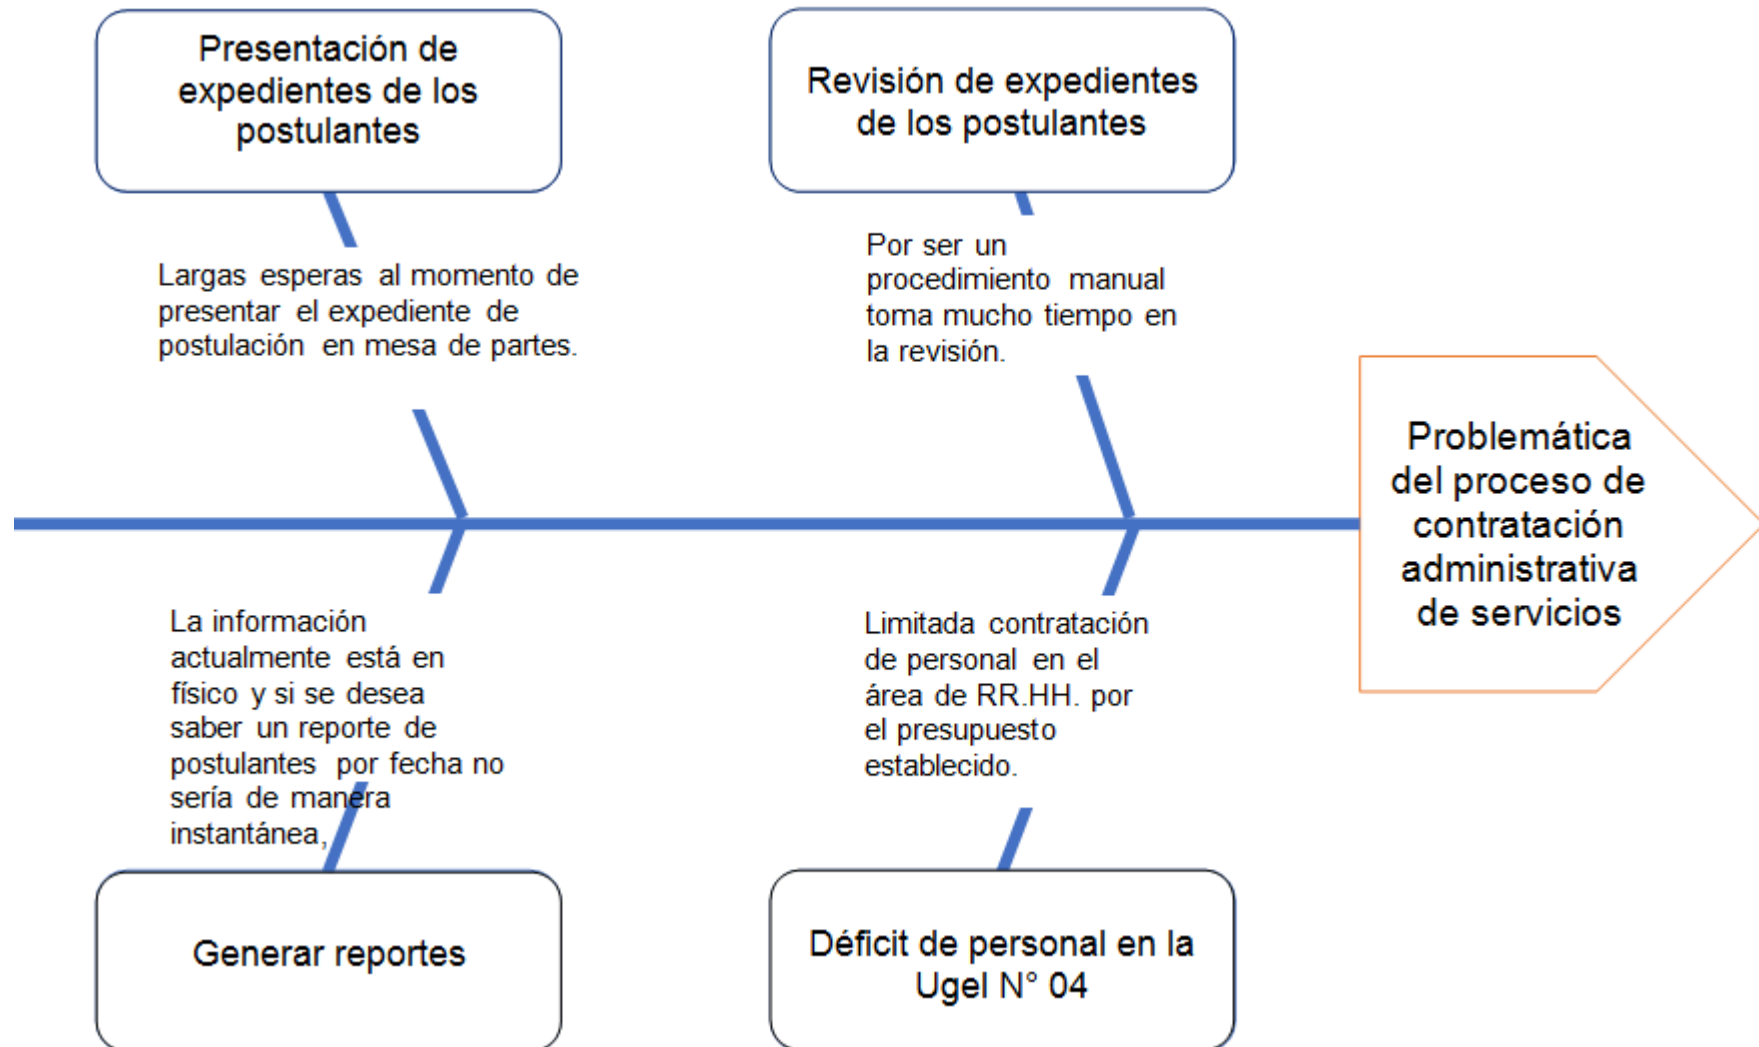 Presentación de
expedientes de los
postulantes
Revisión de expedientes
de los postulantes
Largas esperas al momento de
presentar el expediente de
postulación en mesa de partes.
Por ser un
procedimiento manual
toma mucho tiempo en
la revisión.
Problemática
del proceso de
contratación
administrativa
de servicios
La información
actualmente está en
físico y si se desea
saber un reporte de
postulantes por fecha no
sería de manera
instantánea,
Limitada contratación
de personal en el
área de RR.HH. por
el presupuesto
establecido.
Generar reportes
Déficit de personal en la
Ugel N° 04